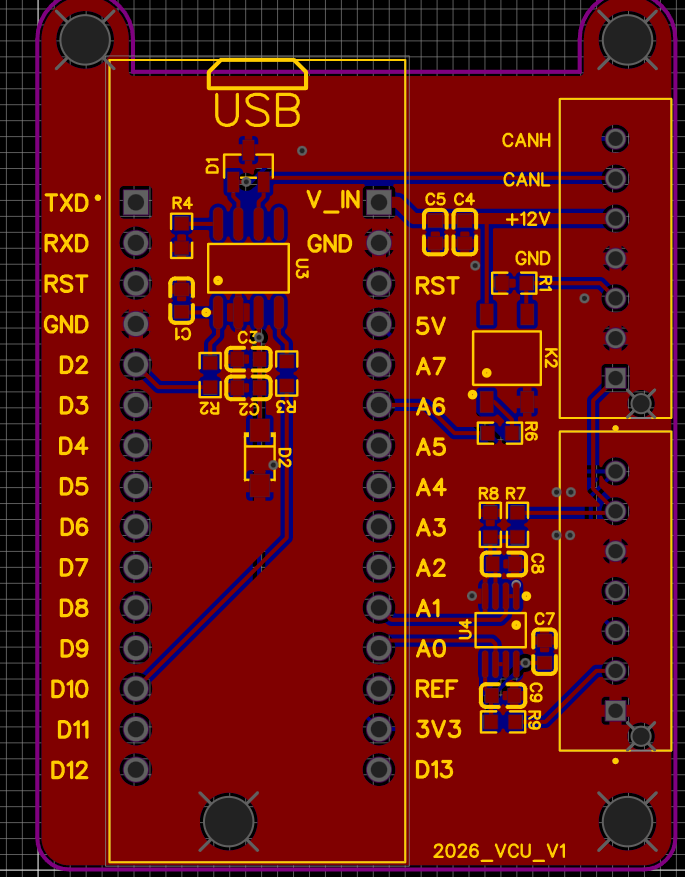 USB
CANH
D1
CANL
TXD
R4
V_IN
C5 C4
+12V
RXD
GND
GND
U3
RST
RST
R1
C1
GND
5V
C3
K2
D2
A7
R2
C2
R3
D3
A6
R6
D4
A5
D2
D5
A4
R8 R7
D6
A3
D7
A2
C8
D8
A1
U4
C7
D9
A0
D10
REF
C9
R9
D11
3V3
D12
D13
2026_VCU_V1